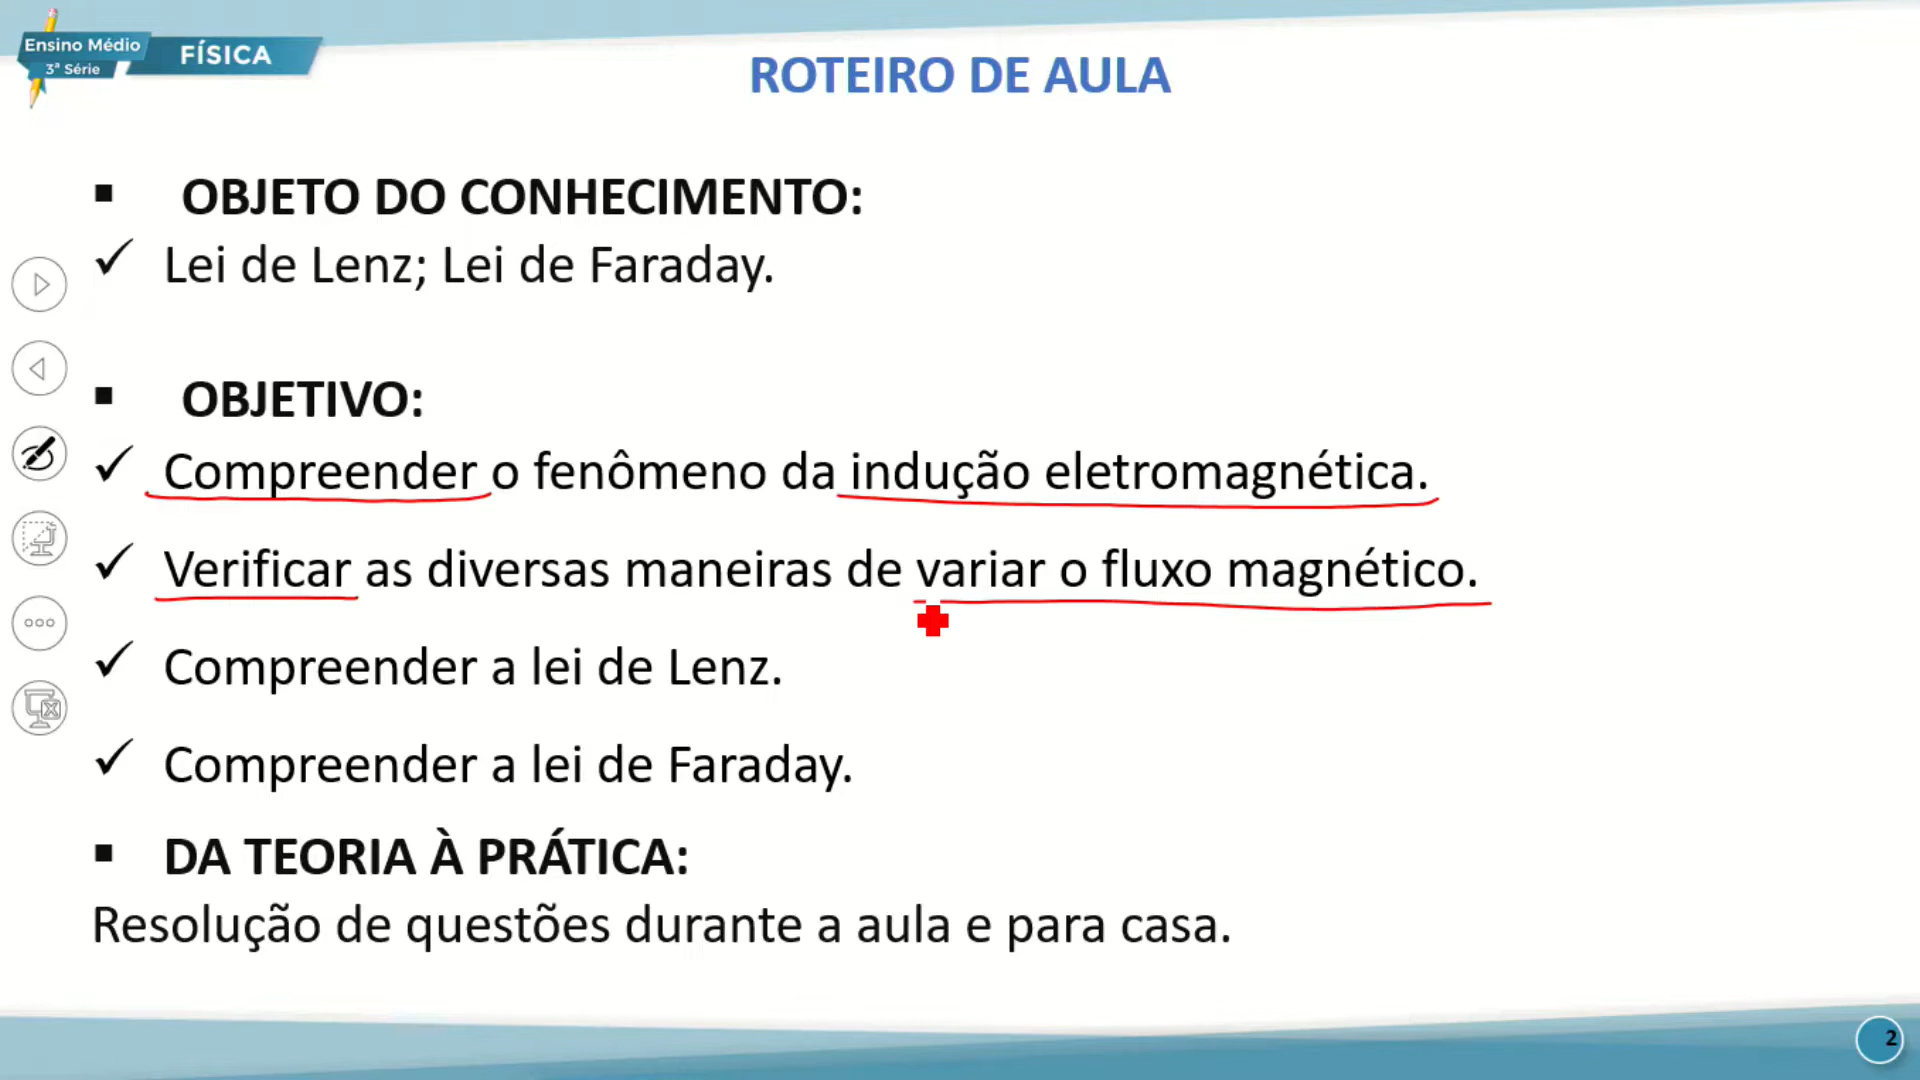 Ensino Médio
3ª Série
FÍSICA
ROTEIRO DE AULA
OBJETO DO CONHECIMENTO:
Lei de Lenz; Lei de Faraday.
OBJETIVO:
Compreender o fenômeno da indução eletromagnética.
Verificar as diversas maneiras de variar o fluxo magnético.
Compreender a lei de Lenz.
Compreender a lei de Faraday.
DA TEORIA À PRÁTICA:
Resolução de questões durante a aula e para casa.
2